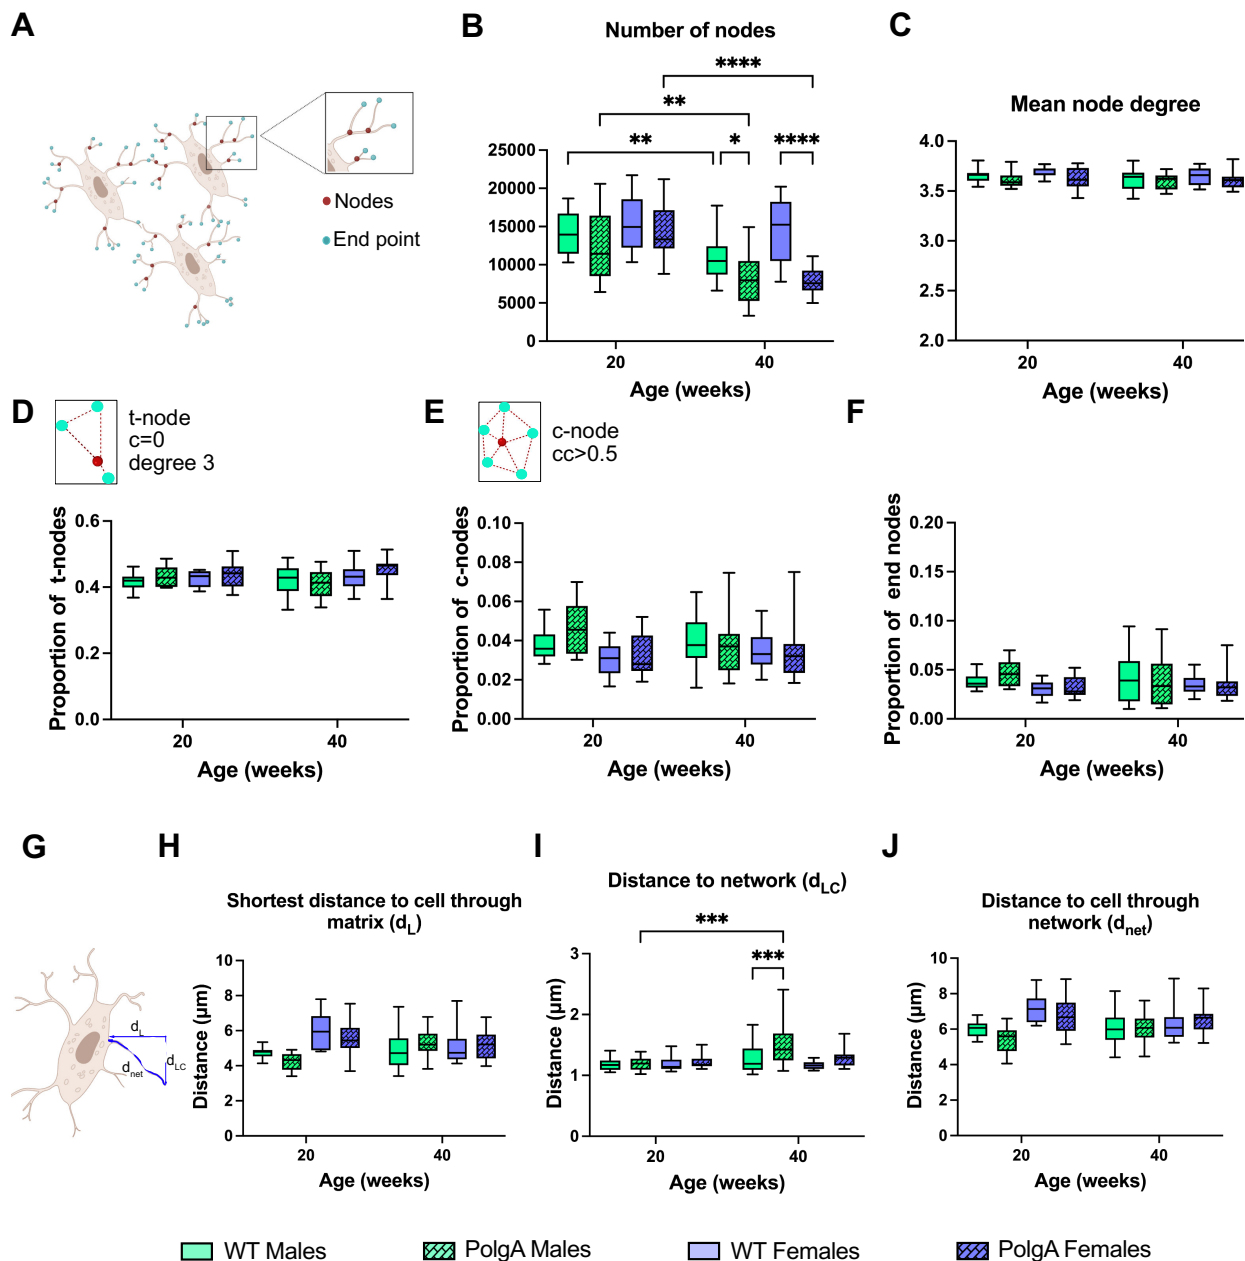 A
Nodes
End point
B
Number of nodes
****
**
**
*
****
25000
20000
15000
10000
5000
0
20
40
Age (weeks)
C
Mean node degree
4.0
3.5
3.0
2.5
2.0
20
40
Age (weeks)
D
t-node
c=0
degree 3
Proportion of t-nodes
0.6
0.4
0.2
0.0
20
40
Age (weeks)
E
c-node
cc>0.5
Proportion of c-nodes
0.10
0.08
0.06
0.04
0.02
0.00
20
40
Age (weeks)
F
Proportion of end nodes
0.20
0.15
0.10
0.05
0.00
20
40
Age (weeks)
G
dL
dLC
dnet
H
Shortest distance to cell through
matrix (dL)
Distance (µm)
10
8
6
4
2
0
20
40
Age (weeks)
I
Distance to network (dLC)
***
***
Distance (µm)
3
2
1
0
20
40
Age (weeks)
J
Distance to cell through
network (dnet)
Distance (µm)
10
8
6
4
2
0
20
40
Age (weeks)
WT Males
PolgA Males
WT Females
PolgA Females